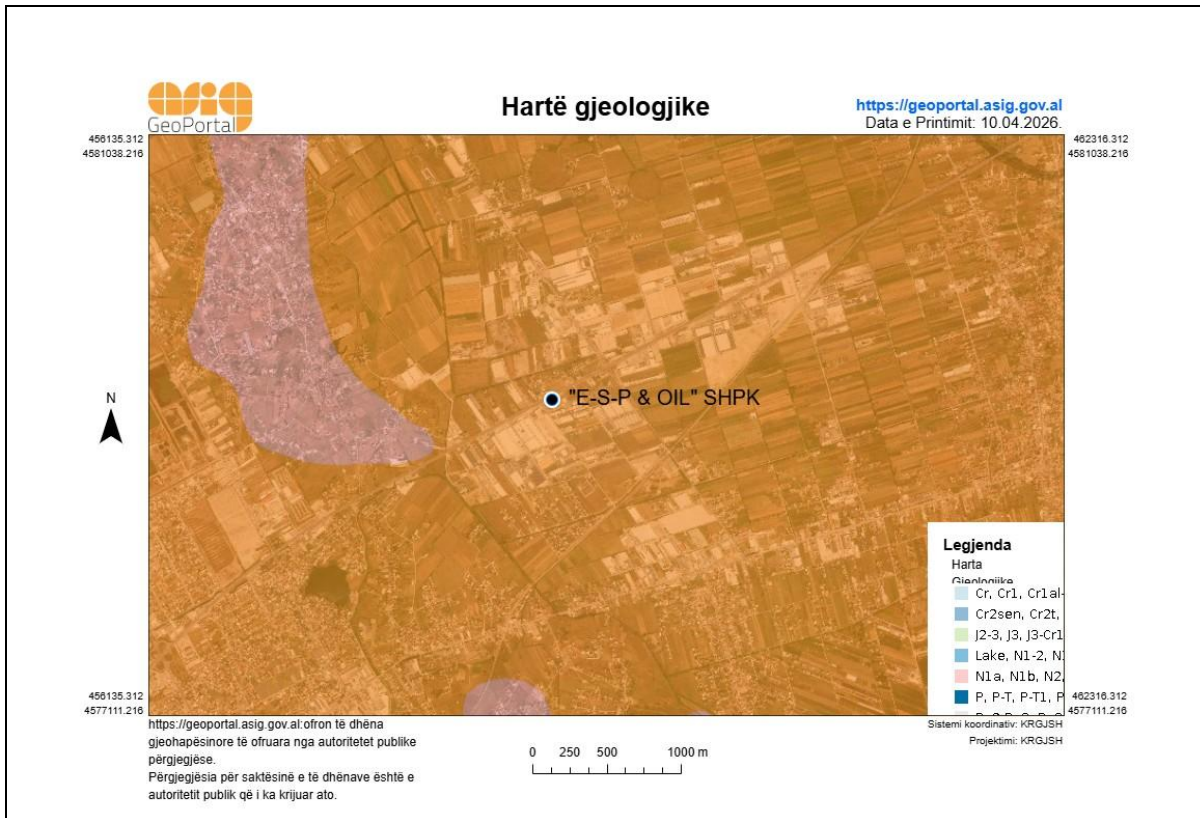 asig
GeoPortal
Hartë gjeologjike
https://geoportal.asig.gov.al
Data e Printimit: 10.04.2026.
456135.312
4581038.216
462316.312
4581038.216
N
"E-S-P & OIL" SHPK
Legjenda
Harta
Gjeologjike
Cr, Cr1, Cr1al-
Cr2sen, Cr2t,
J2-3, J3, J3-Cr1
Lake, N1-2, N
N1a, N1b, N2,
P, P-T, P-T1, P
456135.312
4577111.216
462316.312
4577111.216
https://geoportal.asig.gov.al:ofron të dhëna
gjeohapësinore të ofruara nga autoritetet publike
përgjegjëse.
Përgjegjësia për saktësinë e të dhënave është e
autoritetit publik që i ka krijuar ato.
0 250 500 1000 m
Sistemi koordinativ: KRGJSH
Projektimi: KRGJSH